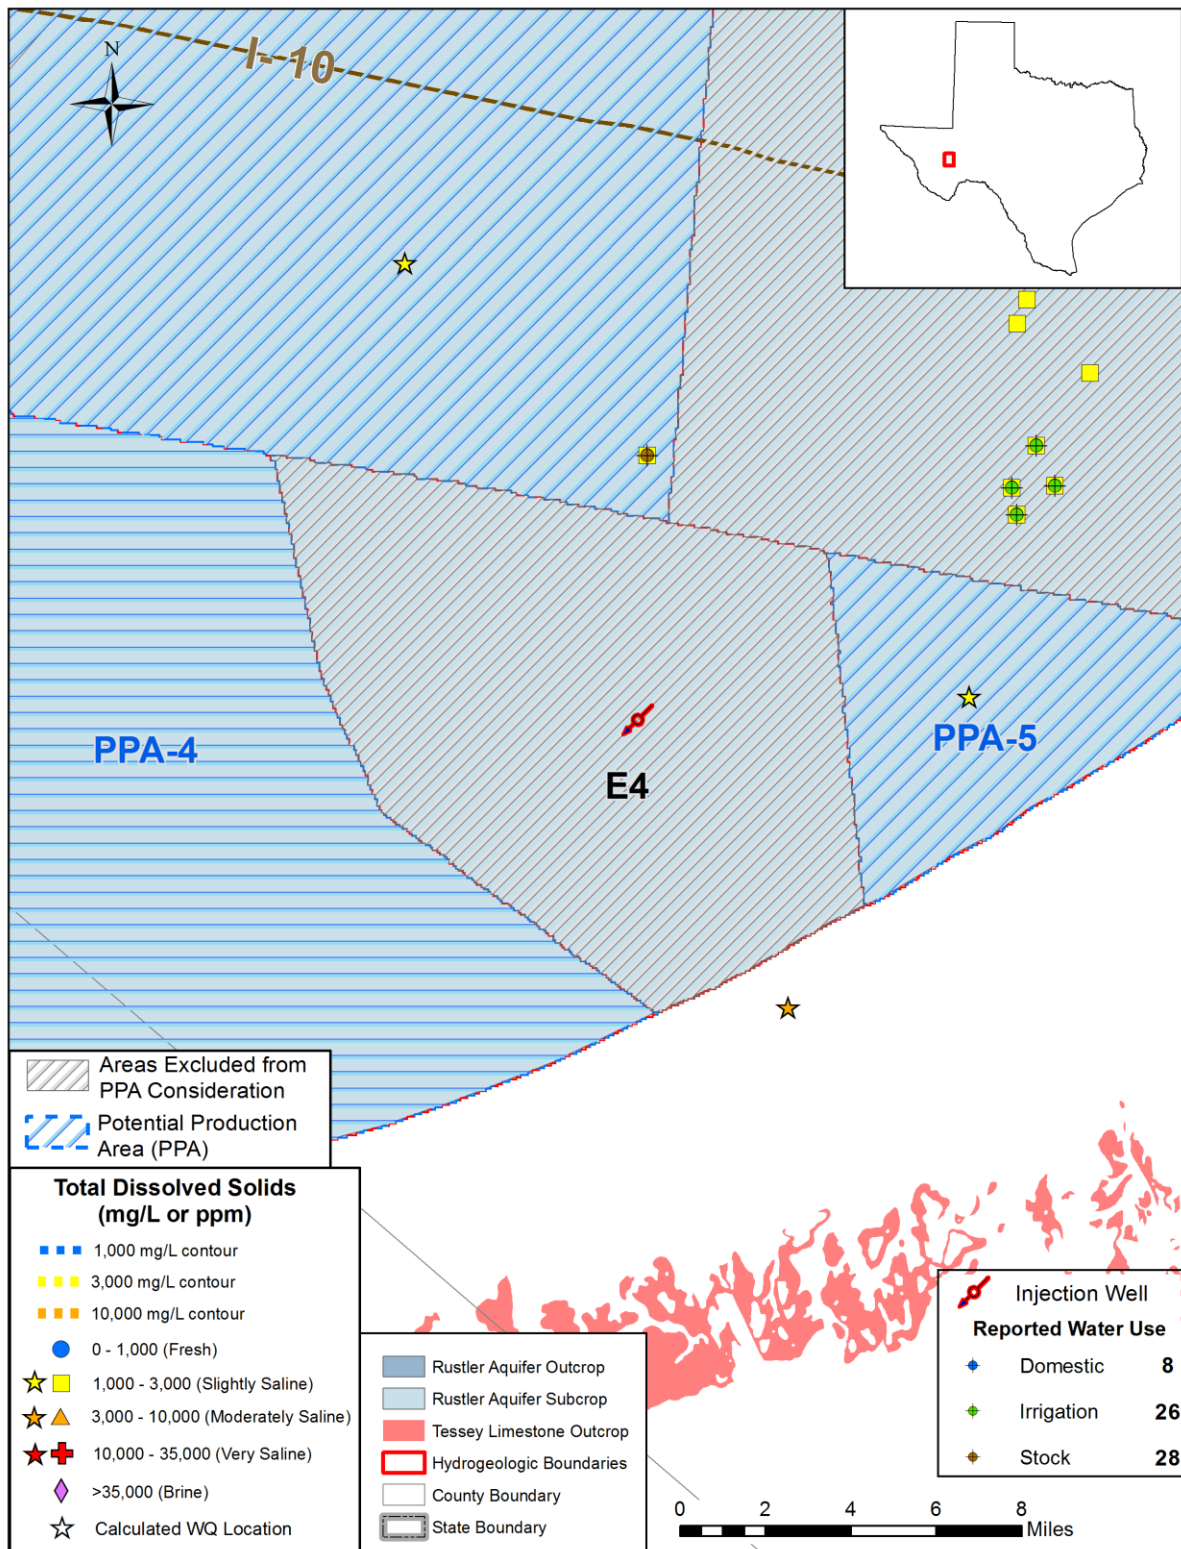 N
I-10
PPA-4
E4
PPA-5
Areas Excluded from
PPA Consideration
Potential Production
Area (PPA)
Total Dissolved Solids
(mg/L or ppm)
1,000 mg/L contour
3,000 mg/L contour
10,000 mg/L contour
0 - 1,000 (Fresh)
1,000 - 3,000 (Slightly Saline)
3,000 - 10,000 (Moderately Saline)
10,000 - 35,000 (Very Saline)
>35,000 (Brine)
Calculated WQ Location
Rustler Aquifer Outcrop
Rustler Aquifer Subcrop
Tessey Limestone Outcrop
Hydrogeologic Boundaries
County Boundary
State Boundary
Injection Well
Reported Water Use
Domestic 8
Irrigation 26
Stock 28
0 2 4 6 8
Miles